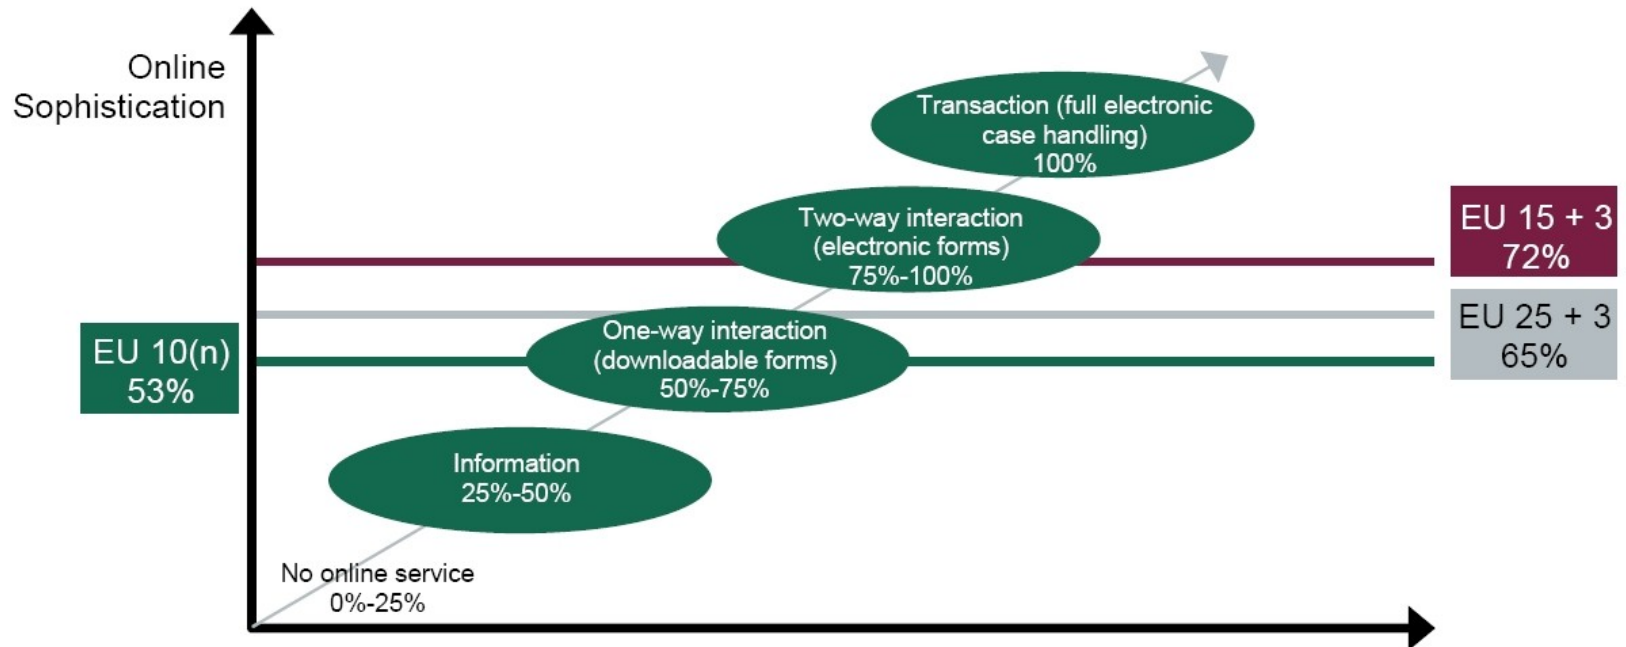 Online
Sophistication
Transaction (full electronic
case handling)
100%
Two-way interaction
(electronic forms)
75%-100%
EU 15 + 3
72%
EU 25 + 3
65%
One-way interaction
(downloadable forms)
50%-75%
EU 10(n)
53%
Information
25%-50%
No online service
0%-25%